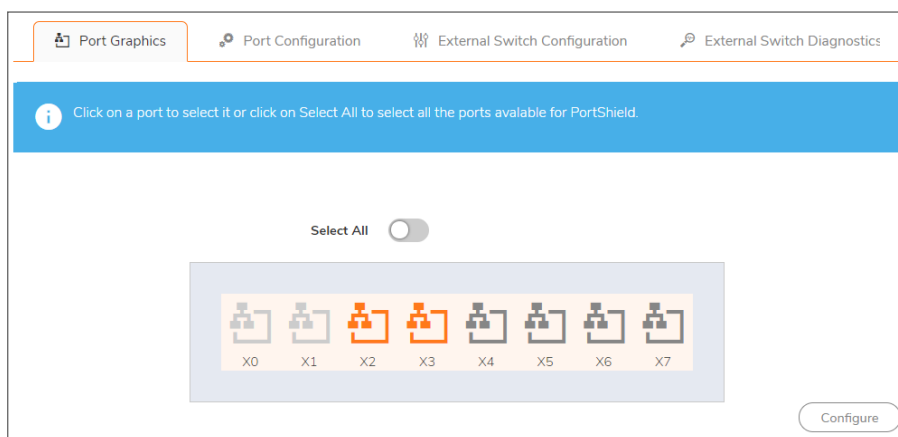 Port Graphics
Port Configuration
External Switch Configuration
External Switch Diagnostics
Click on a port to select it or click on Select All to select all the ports avalable for PortShield.
Select All
X0 X1 X2 X3 X4 X5 X6 X7
Configure